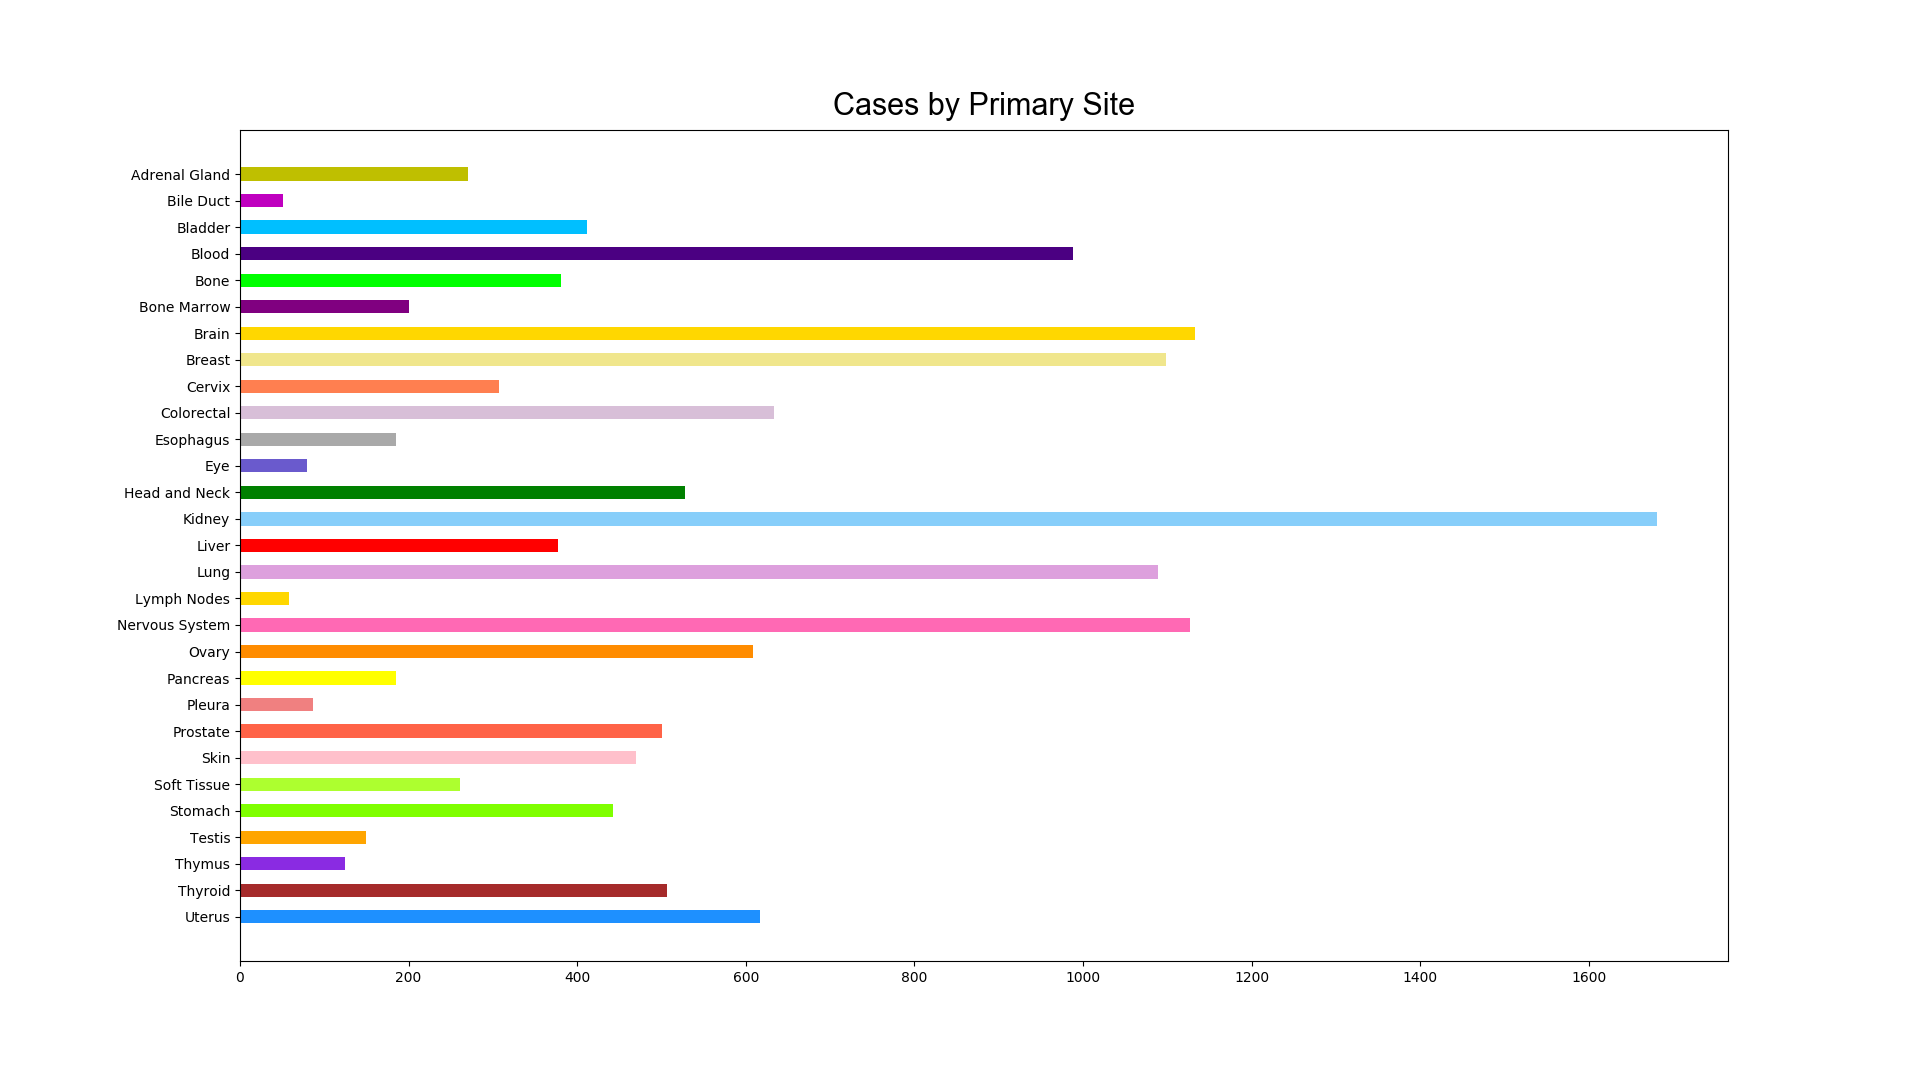 Cases by Primary Site
Adrenal Gland
Bile Duct
Bladder
Blood
Bone
Bone Marrow
Brain
Breast
Cervix
Colorectal
Esophagus
Eye
Head and Neck
Kidney
Liver
Lung
Lymph Nodes
Nervous System
Ovary
Pancreas
Pleura
Prostate
Skin
Soft Tissue
Stomach
Testis
Thymus
Thyroid
Uterus
0 200 400 600 800 1000 1200 1400 1600